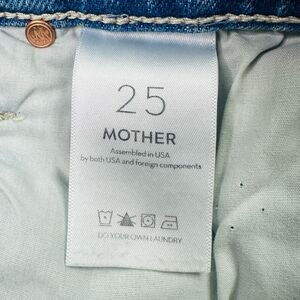 25
MOTHER
Assembled in USA
by both USA and foreign components
DO YOUR OWN LAUNDRY